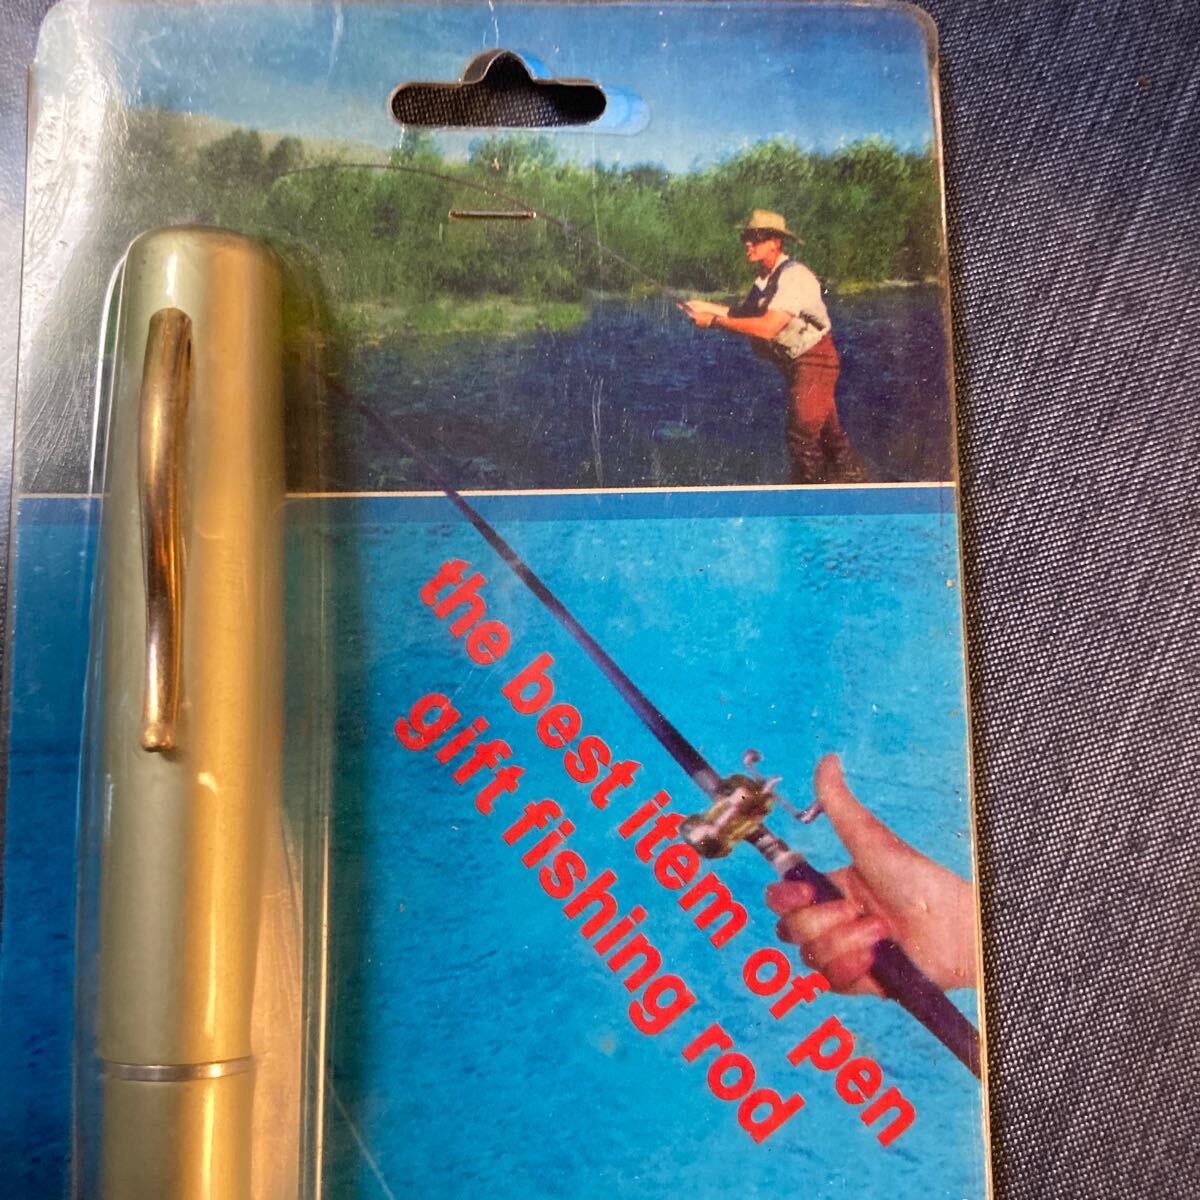 the best item of pen
gift fishing rod